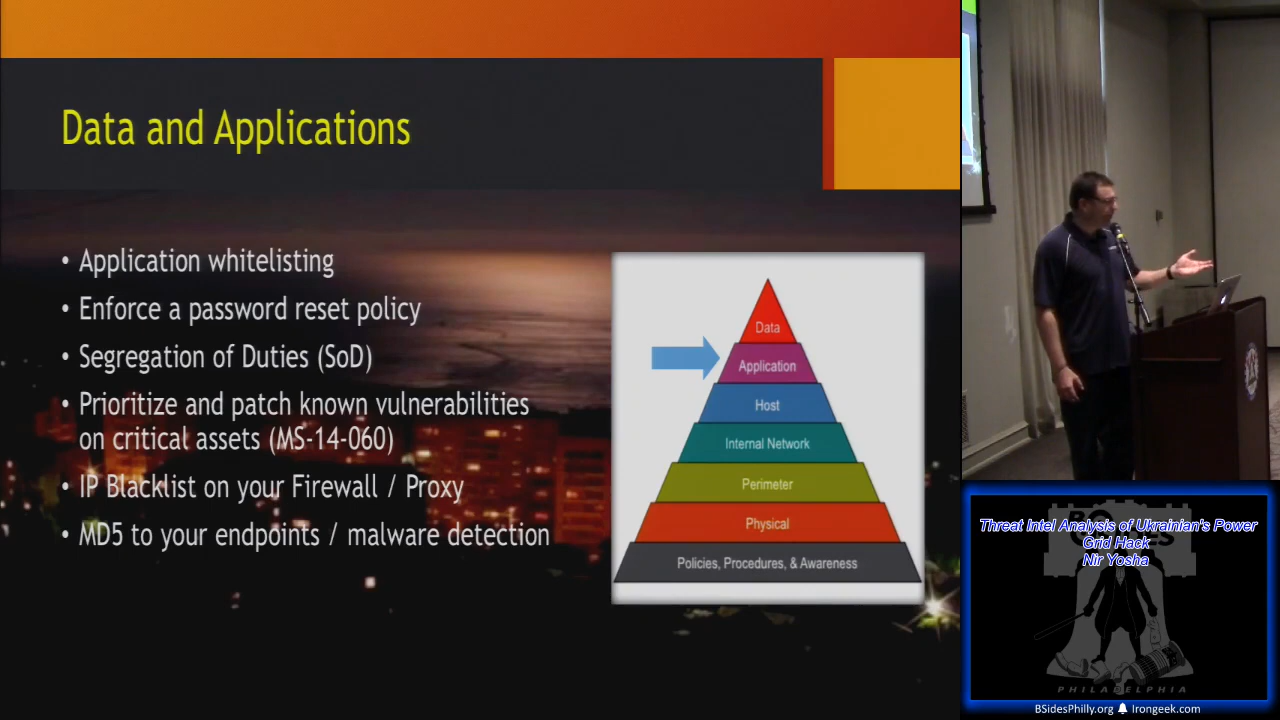 Data and Applications
• Application whitelisting
• Enforce a password reset policy
• Segregation of Duties (SoD)
• Prioritize and patch known vulnerabilities
on critical assets (MS-14-060)
• IP Blacklist on your Firewall / Proxy
• MD5 to your endpoints / malware detection
Data
Application
Host
Internal Network
Perimeter
Physical
Policies, Procedures, & Awareness
Threat Intel Analysis of Ukrainian's Power
Grid Hack
Nir Yosha
PHILADELPHIA
BSidesPhilly.org Irongeek.com